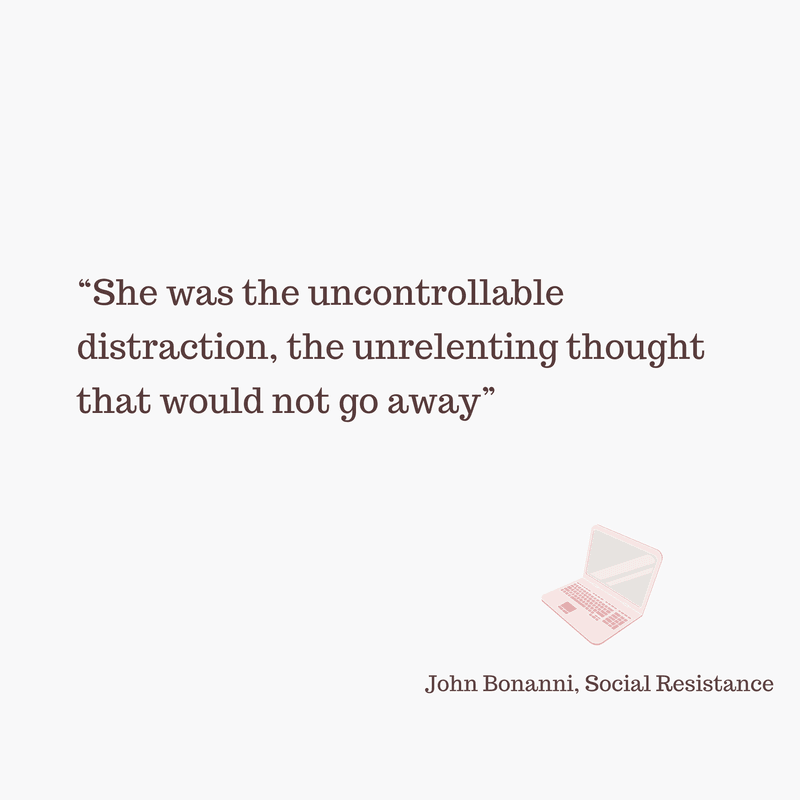 “She was the uncontrollable
distraction, the unrelenting thought
that would not go away”
John Bonanni, Social Resistance